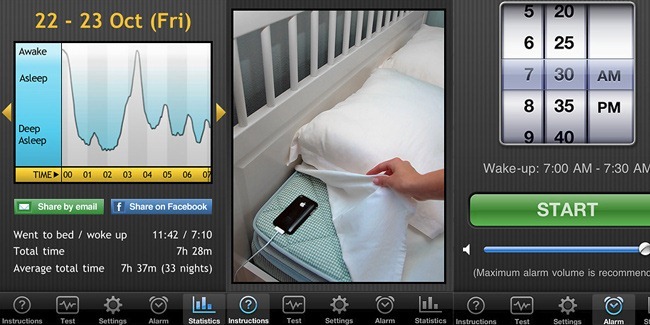 22 - 23 Oct (Fri)
Awake
Asleep
Deep
Asleep
TIME 00 01 02 03 04 05 06 07
Share by email
f Share on Facebook
Went to bed / woke up 11:42 / 7:10
Total time 7h 28m
Average total time 7h 37m (33 nights)
? Instructions Test Settings Alarm Statistics
? Instructions Test Settings Alarm
5 20
6 25
7 30 AM
8 35 PM
9 40
Wake-up: 7:00 AM - 7:30 AM
START
(Maximum alarm volume is recommen
? Instructions Test Settings Alarm St